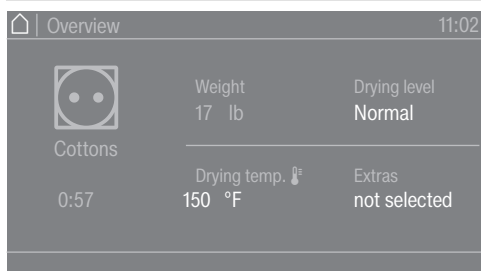 Overview 11:02
Weight Drying level
17 lb Normal
Cottons
Drying temp. Extras
0:57 150 °F not selected